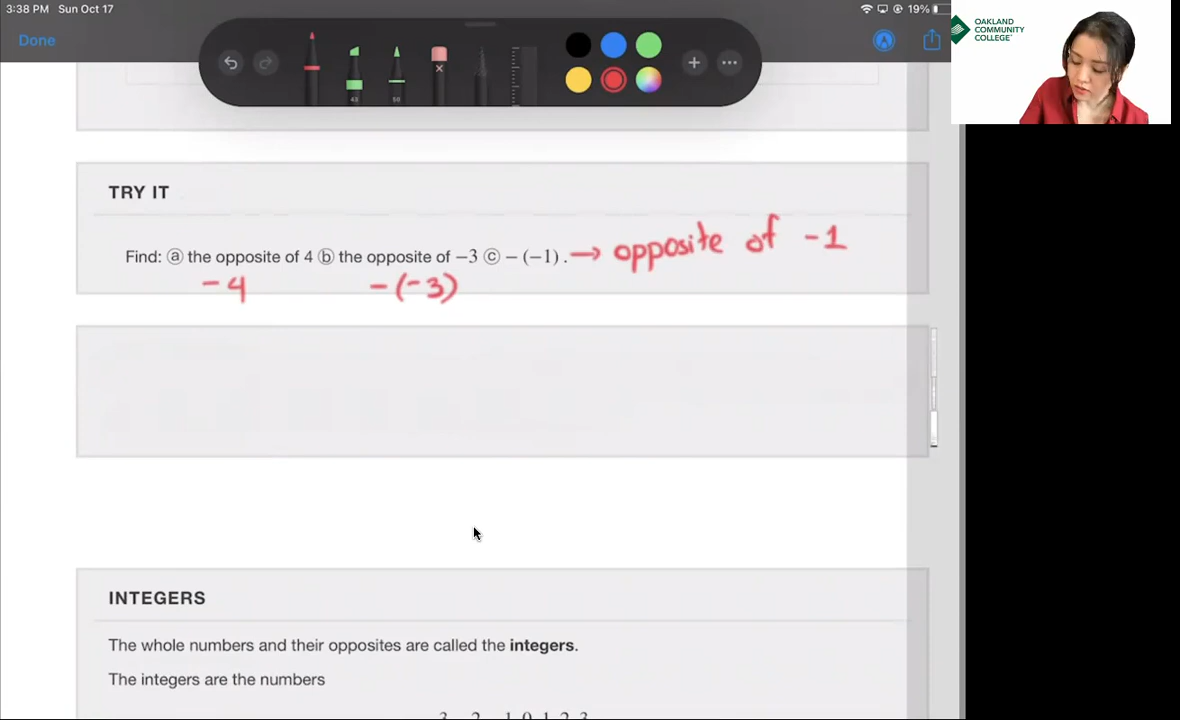 3:38 PM Sun Oct 17
19%
Done
43
50
OAKLAND
COMMUNITY
COLLEGE
TRY IT
Find: ⓐ the opposite of 4 ⓑ the opposite of −3 ⓒ − (−1) . → opposite of -1
-4 -(-3)
INTEGERS
The whole numbers and their opposites are called the integers.
The integers are the numbers